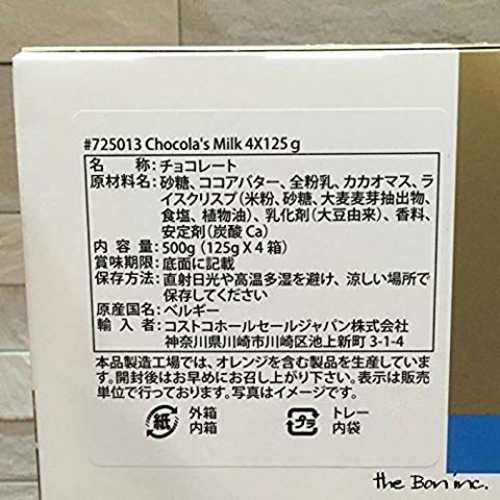 #725013 Chocola's Milk 4X125 g
名 称:チョコレート
原材料名:砂糖、ココアバター、全粉乳、カカオマス、ラ
イスクリスプ(米粉、砂糖、大麦麦芽抽出物、
食塩、植物油)、乳化剤(大豆由来)、香料、
安定剤(炭酸 Ca)
内 容 量:500g (125g X 4 箱)
賞味期限:底面に記載
保存方法:直射日光や高温多湿を避け、涼しい場所で
保存してください
原産国名:ベルギー
輸 入 者:コストコホールセールジャパン株式会社
神奈川県川崎市川崎区池上新町 3-1-4
本品製造工場では、オレンジを含む製品を生産しています。
開封後はお早めにお召し上がり下さい。表示は販売
単位で行っております。写真はイメージです。
紙 外箱 内箱
プラ トレー 内袋
the Bon inc.